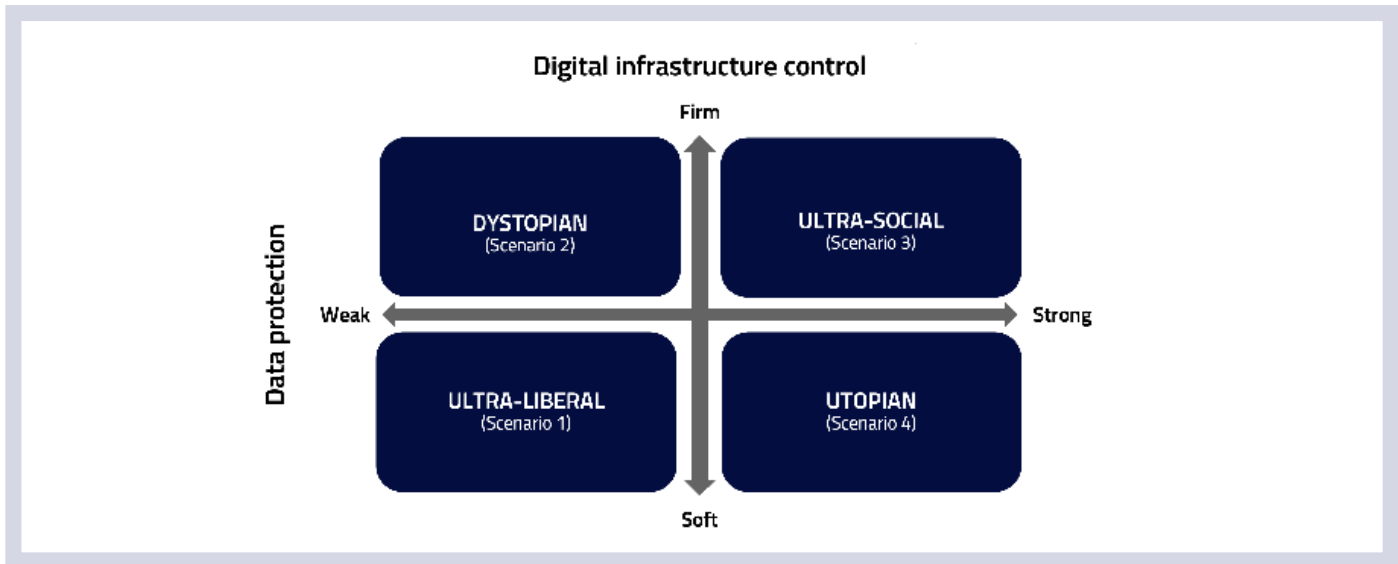 Digital infrastructure control
Firm
DYSTOPIAN
(Scenario 2)
ULTRA-SOCIAL
(Scenario 3)
Data protection
Weak
Strong
ULTRA-LIBERAL
(Scenario 1)
UTOPIAN
(Scenario 4)
Soft